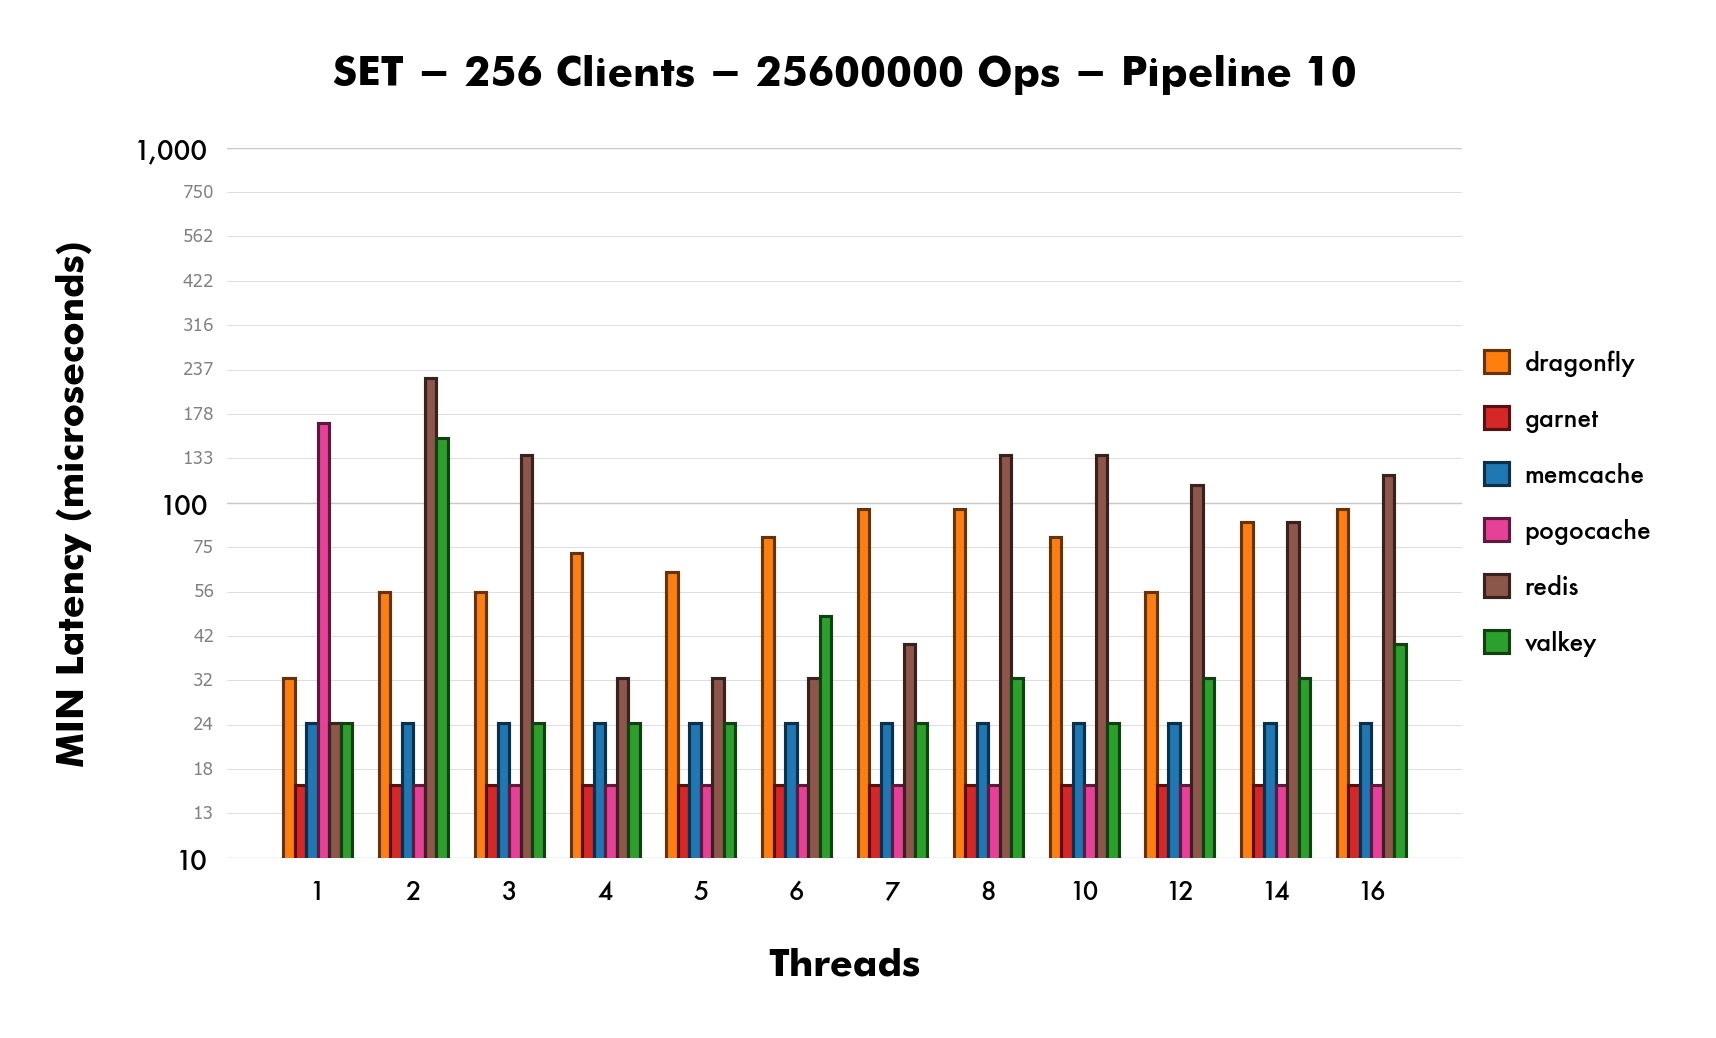 SET – 256 Clients – 25600000 Ops – Pipeline 10
MIN Latency (microseconds)
1,000
750
562
422
316
237
178
133
100
75
56
42
32
24
18
13
10
1 2 3 4 5 6 7 8 10 12 14 16
Threads
dragonfly
garnet
memcache
pogocache
redis
valkey